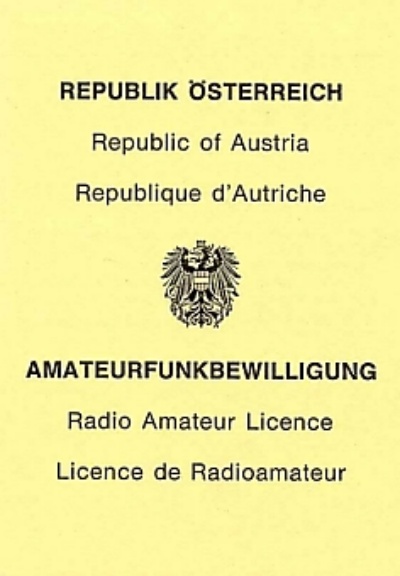 REPUBLIK ÖSTERREICH
Republic of Austria
Republique d'Autriche
AMATEURFUNKBEWILLIGUNG
Radio Amateur Licence
Licence de Radioamateur